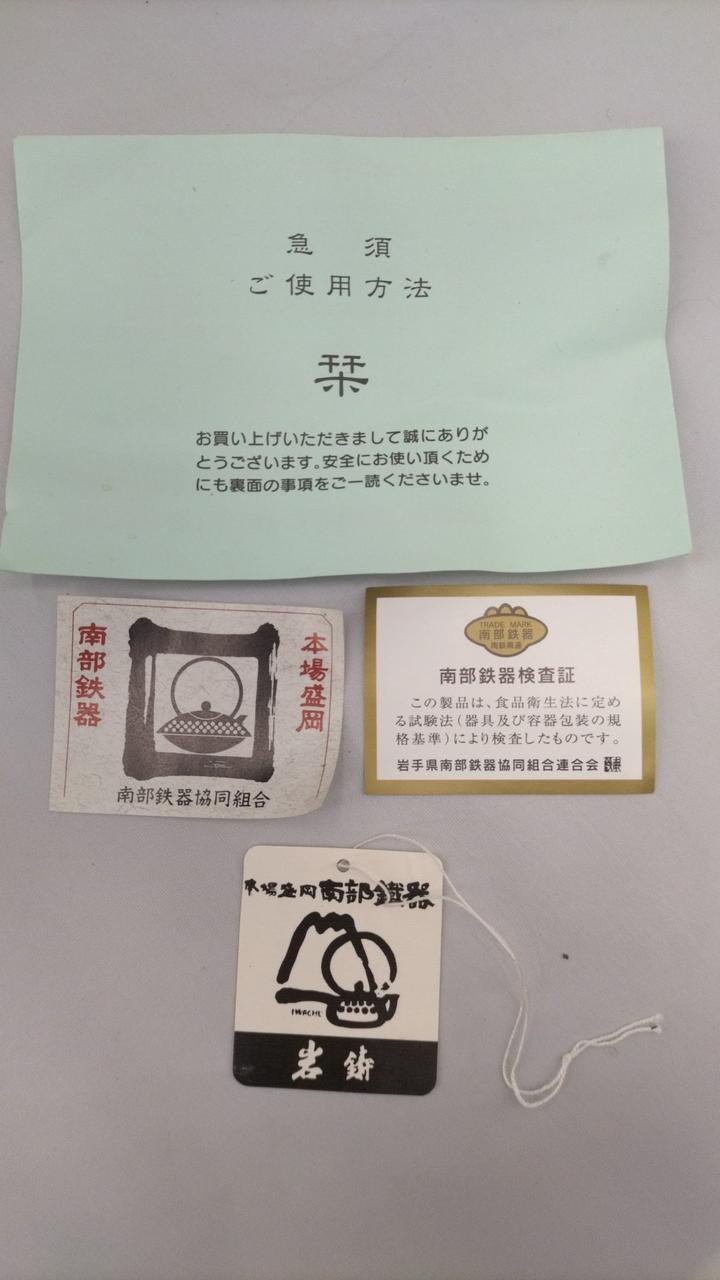 急須
ご使用方法
栞
お買い上げいただきまして誠にありが
とうございます。安全にお使い頂くため
にも裏面の事項をご一読くださいませ。
本場盛岡
南部鉄器
南部鉄器協同組合
TRADE MARK
南部鉄器
南部鉄器検査証
この製品は、食品衛生法に定め
る試験法(器具及び容器包装の規
格基準)により検査したものです。
岩手県南部鉄器協同組合連合会
本場盛岡南部鐵器
IWACHU
岩鋳